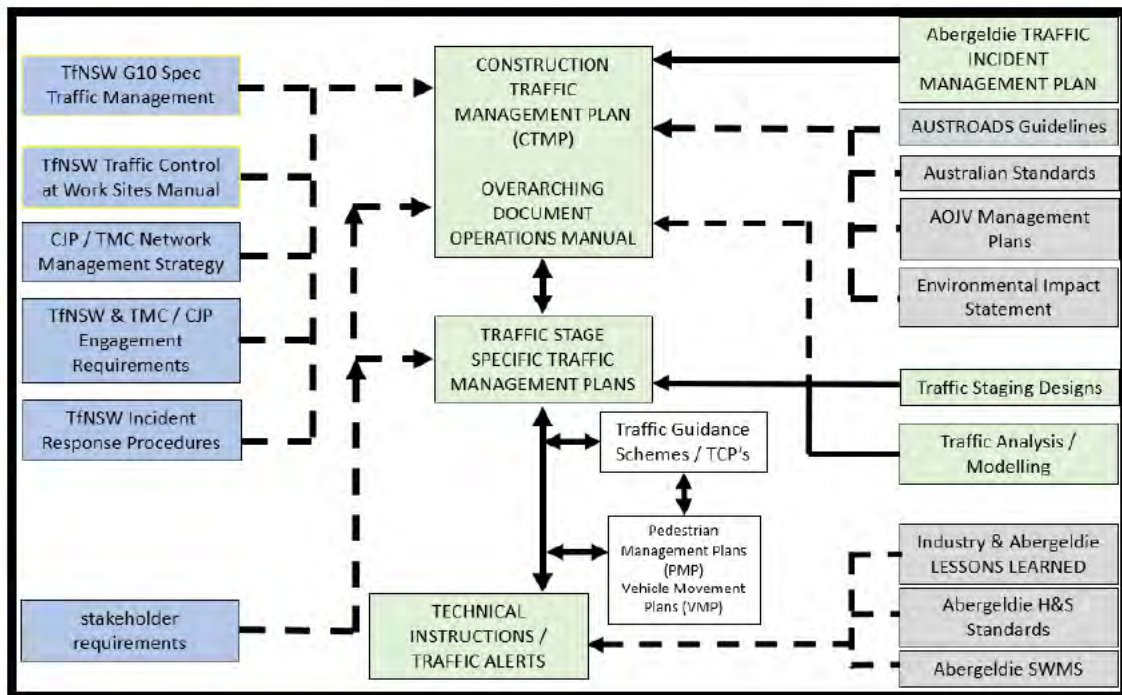 TfNSW G10 Spec
Traffic Management
TfNSW Traffic Control
at Work Sites Manual
CJP / TMC Network
Management Strategy
TfNSW & TMC / CJP
Engagement
Requirements
TfNSW Incident
Response Procedures
stakeholder
requirements
CONSTRUCTION
TRAFFIC
MANAGEMENT PLAN
(CTMP)
OVERARCHING
DOCUMENT
OPERATIONS MANUAL
TRAFFIC STAGE
SPECIFIC TRAFFIC
MANAGEMENT PLANS
Traffic Guidance
Schemes / TCP's
Pedestrian
Management Plans
(PMP)
Vehicle Movement
Plans (VMP)
TECHNICAL
INSTRUCTIONS /
TRAFFIC ALERTS
Abergeldie TRAFFIC
INCIDENT
MANAGEMENT PLAN
AUSTROADS Guidelines
Australian Standards
AOJV Management
Plans
Environmental Impact
Statement
Traffic Staging Designs
Traffic Analysis /
Modelling
Industry & Abergeldie
LESSONS LEARNED
Abergeldie H&S
Standards
Abergeldie SWMS